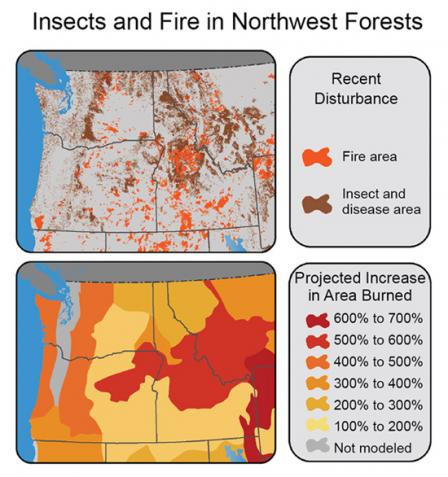 Insects and Fire in Northwest Forests
Recent
Disturbance
Fire area
Insect and
disease area
Projected Increase
in Area Burned
600% to 700%
500% to 600%
400% to 500%
300% to 400%
200% to 300%
100% to 200%
Not modeled